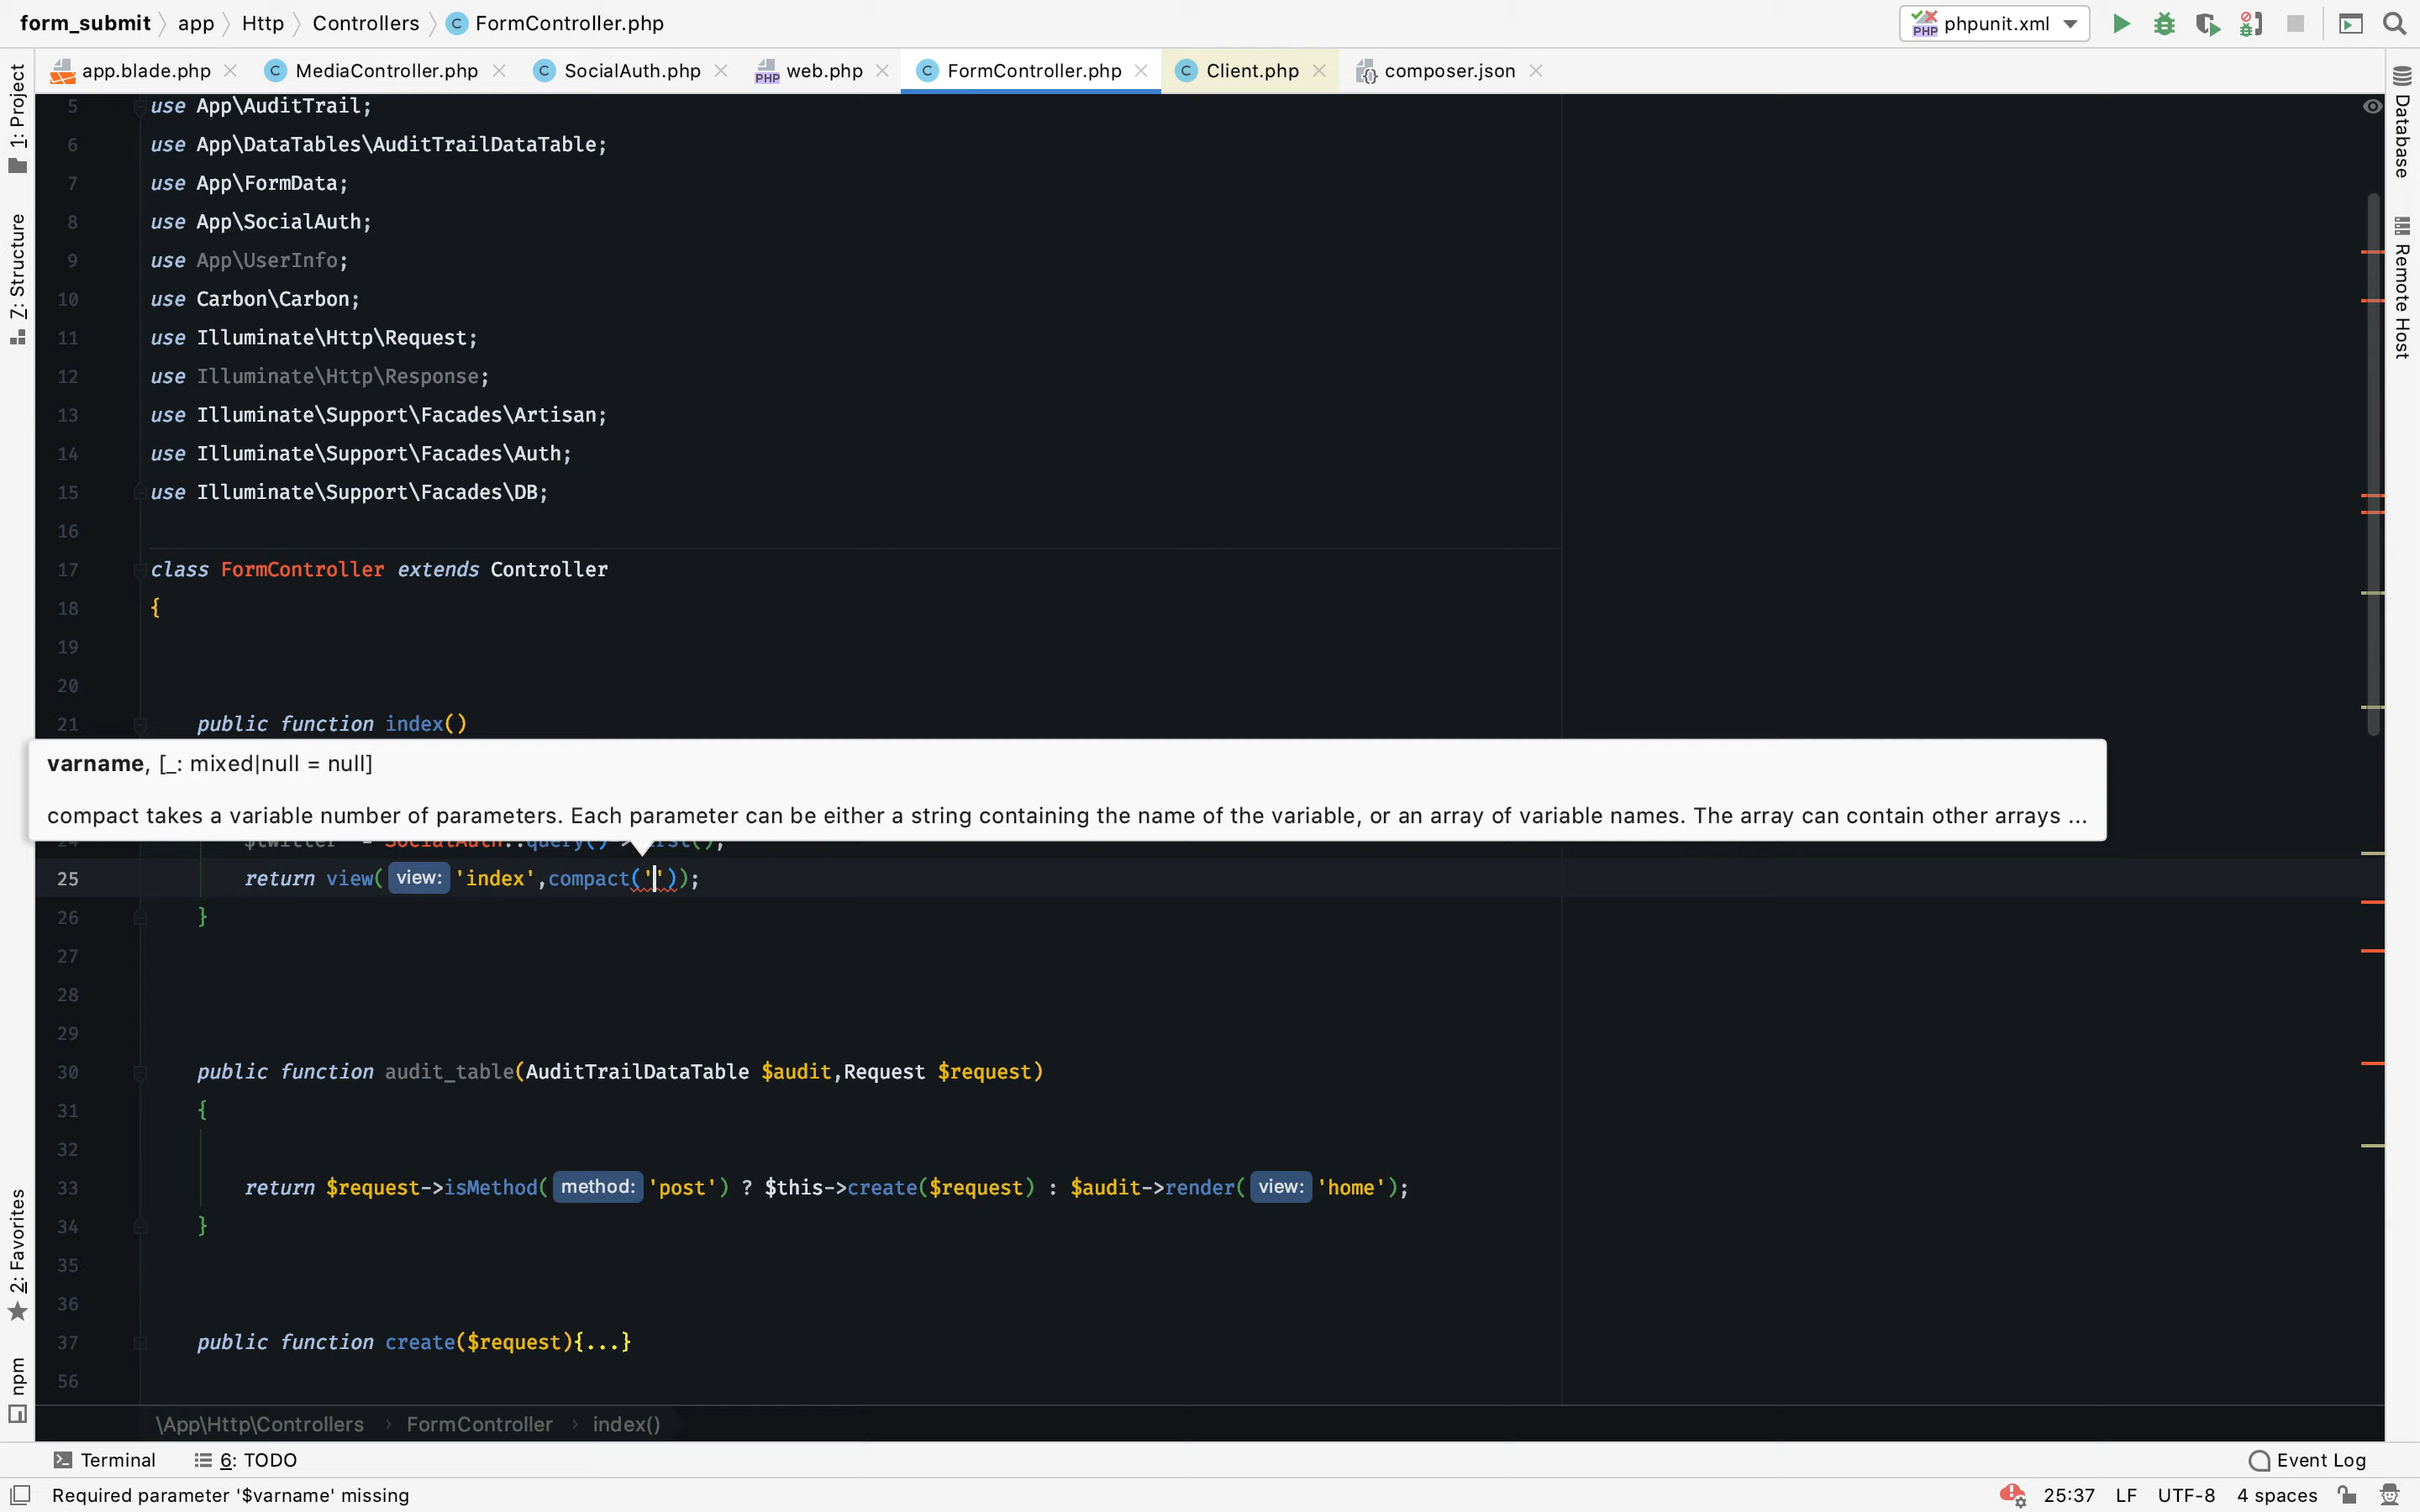 form_submit app Http Controllers C FormController.php phpunit.xml
app.blade.php C MediaController.php C SocialAuth.php PHP web.php C FormController.php C Client.php composer.json
1: Project
7: Structure
2: Favorites
npm
Database
Remote Host
5 use App\AuditTrail;
6 use App\DataTables\AuditTrailDataTable;
7 use App\FormData;
8 use App\SocialAuth;
9 use App\UserInfo;
10 use Carbon\Carbon;
11 use Illuminate\Http\Request;
12 use Illuminate\Http\Response;
13 use Illuminate\Support\Facades\Artisan;
14 use Illuminate\Support\Facades\Auth;
15 use Illuminate\Support\Facades\DB;
16
17 class FormController extends Controller
18 {
19
20
21 public function index()
varname, [_: mixed|null = null]
compact takes a variable number of parameters. Each parameter can be either a string containing the name of the variable, or an array of variable names. The array can contain other arrays ...
24 $twitter = SocialAuth::query()->first();
25 return view( view: 'index',compact(''));
26 }
27
28
29
30 public function audit_table(AuditTrailDataTable $audit,Request $request)
31 {
32
33 return $request->isMethod( method: 'post') ? $this->create($request) : $audit->render( view: 'home');
34 }
35
36
37 public function create($request){...}
56
\App\Http\Controllers › FormController › index()
Terminal 6: TODO Event Log
Required parameter '$varname' missing 25:37 LF UTF-8 4 spaces